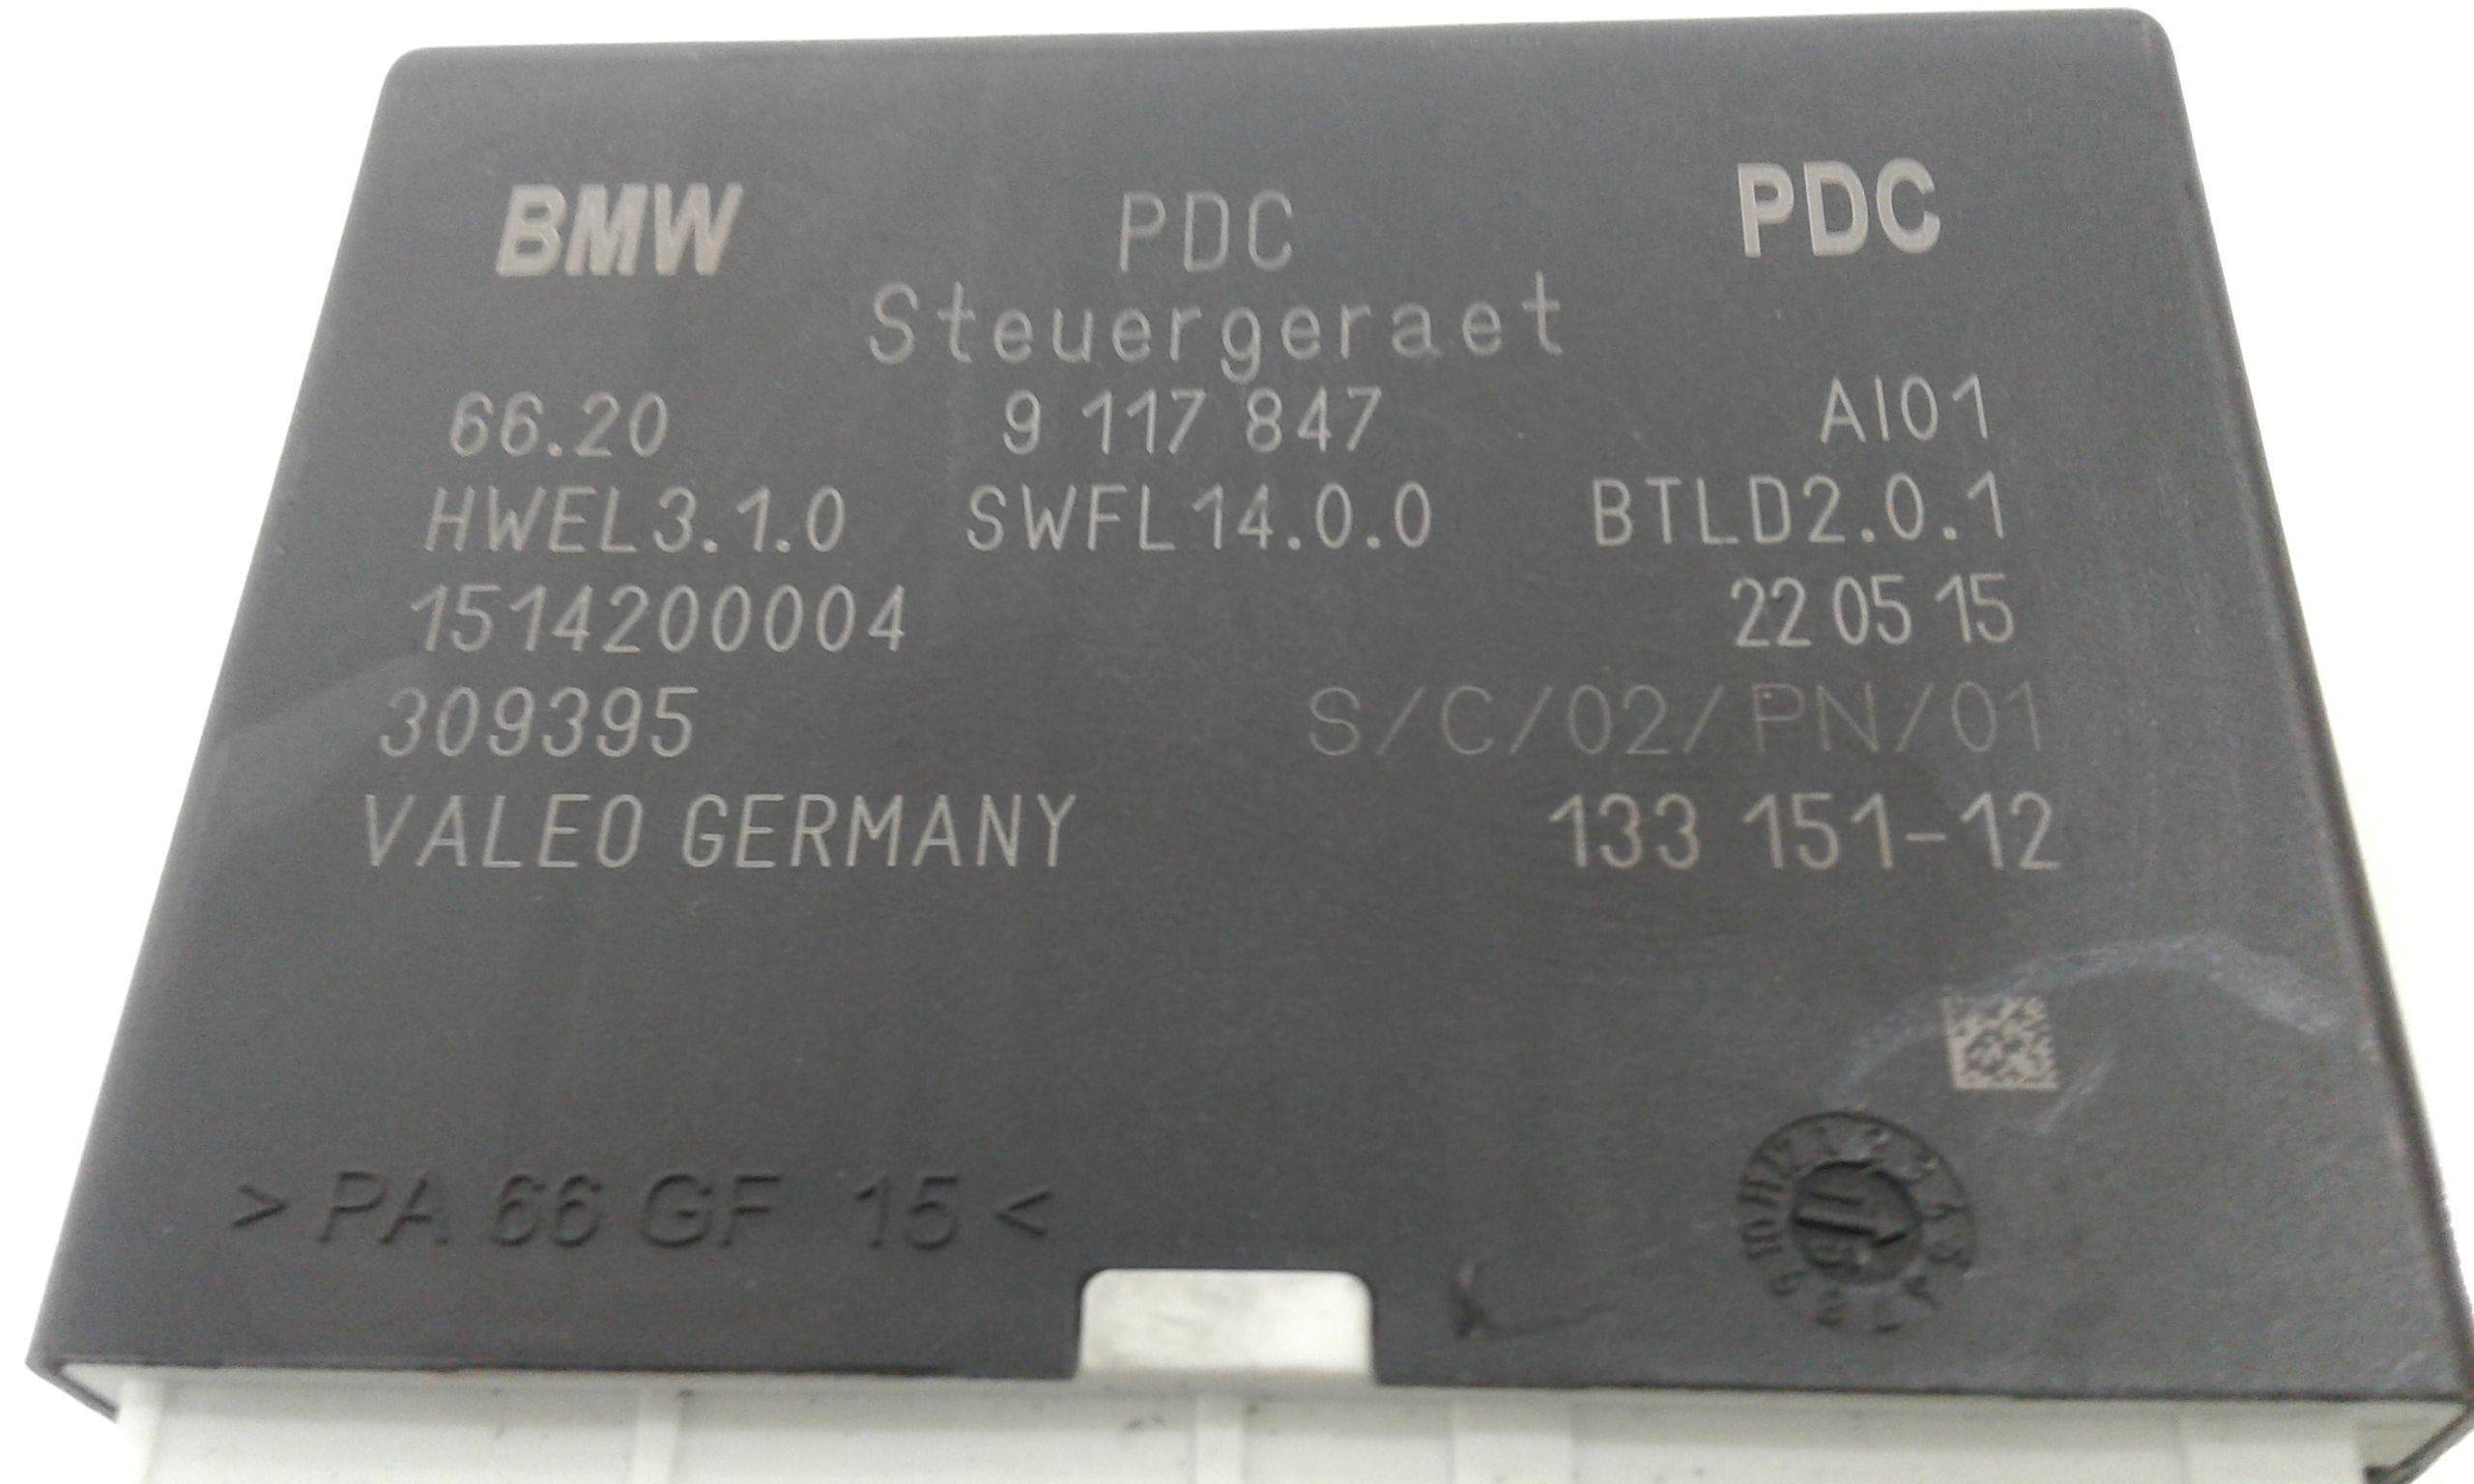 BMW PDC PDC
Steuergeraet
66.20 9 117 847 AI01
HWEL3.1.0 SWFL14.0.0 BTLD2.0.1
1514200004 22 05 15
309395 S/C/02/PN/01
VALEO GERMANY 133 151-12
>PA 66 GF 15<